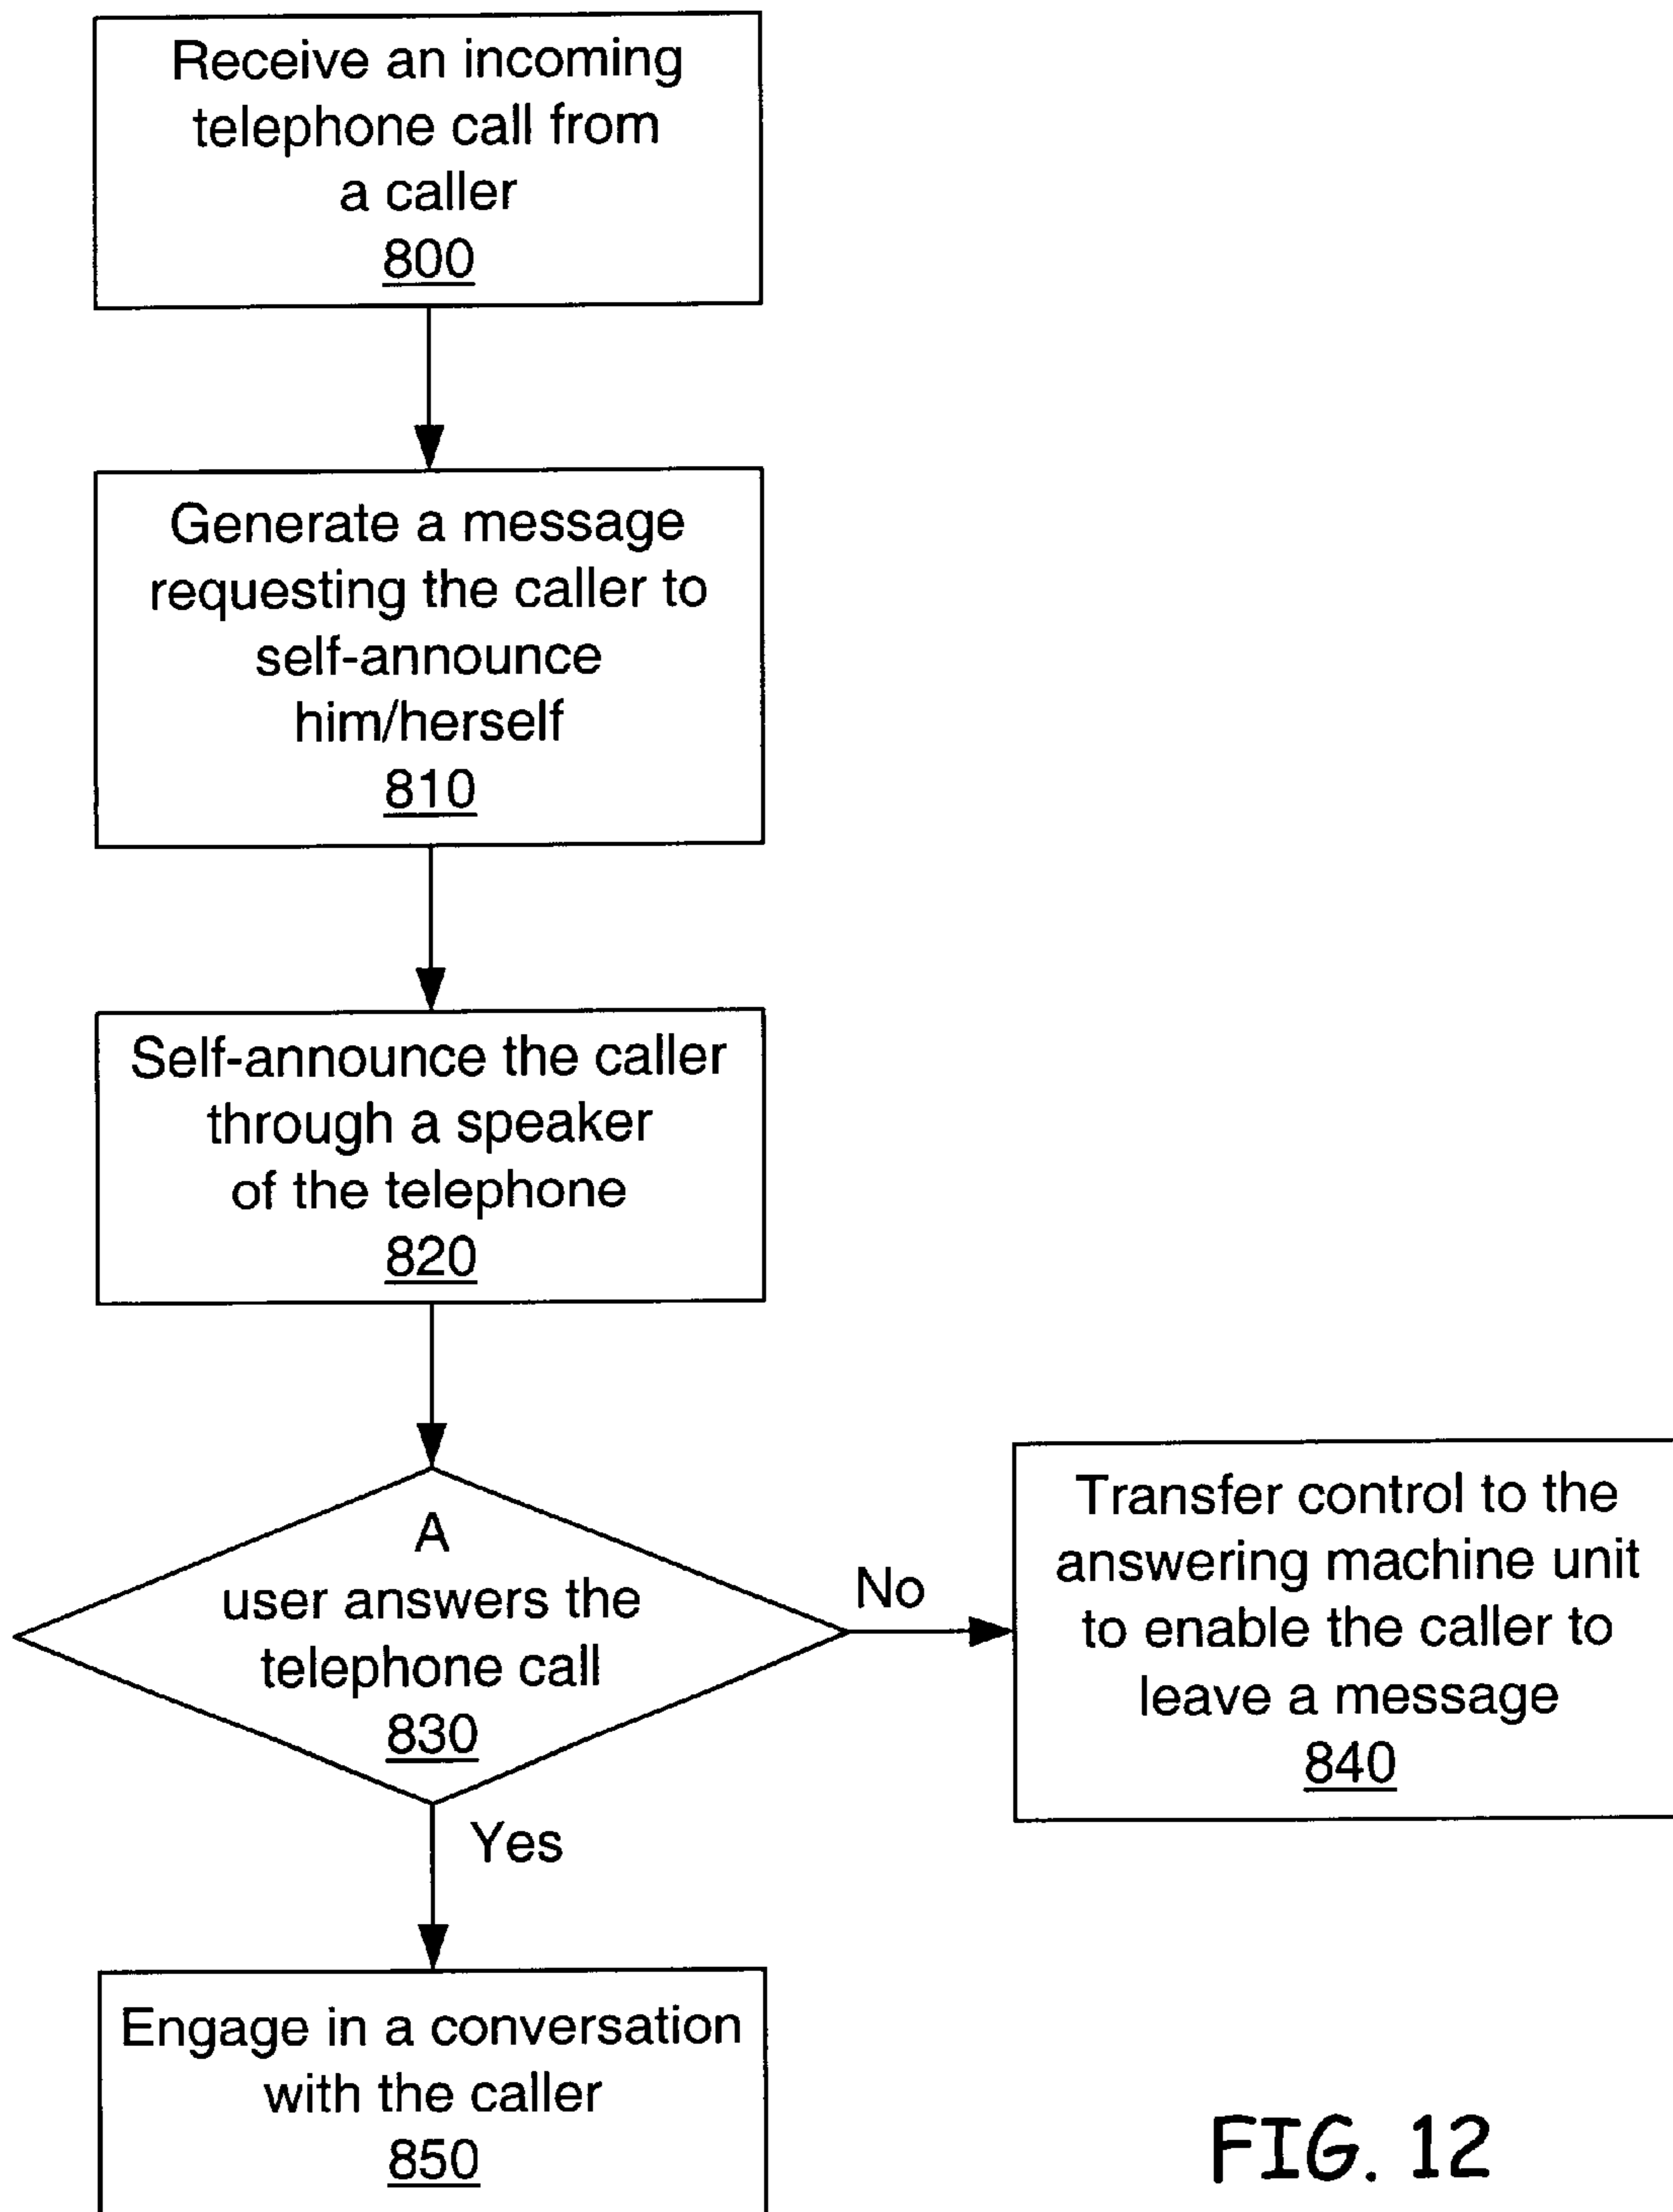 Receive an incoming
telephone call from
a caller
800
Generate a message
requesting the caller to
self-announce
him/herself
810
Self-announce the caller
through a speaker
of the telephone
820
A
user answers the
telephone call
830
No
Transfer control to the
answering machine unit
to enable the caller to
leave a message
840
Yes
Engage in a conversation
with the caller
850
FIG. 12